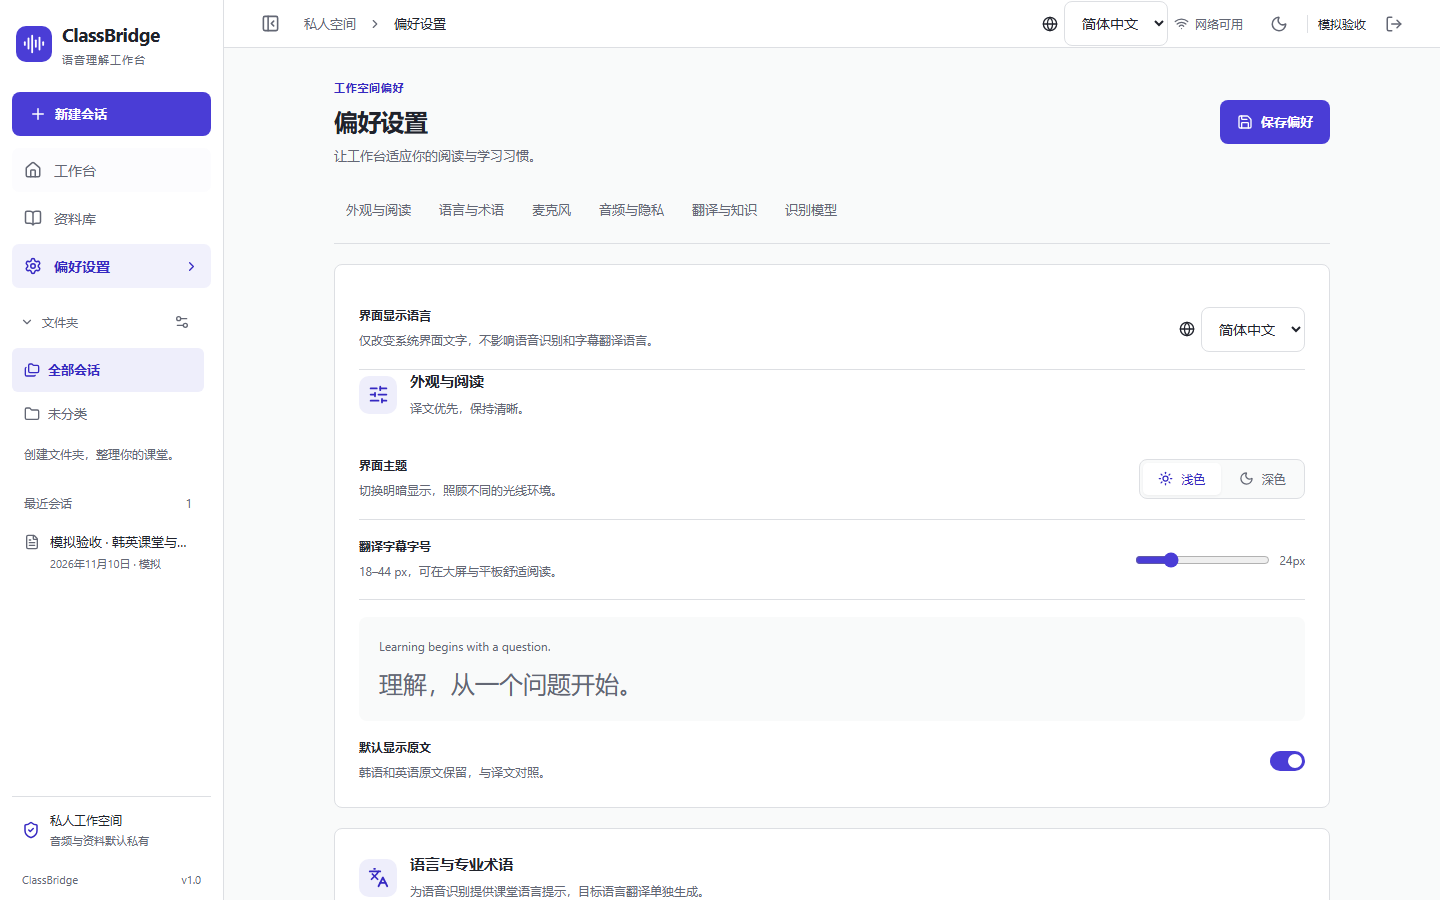 ClassBridge
语音理解工作台
新建会话
工作台
资料库
偏好设置
文件夹
全部会话
未分类
创建文件夹，整理你的课堂。
最近会话 1
模拟验收 · 韩英课堂与...
2026年11月10日 · 模拟
私人工作空间
音频与资料默认私有
ClassBridge v1.0
私人空间 偏好设置
简体中文 网络可用 模拟验收
工作空间偏好
偏好设置
让工作台适应你的阅读与学习习惯。
保存偏好
外观与阅读 语言与术语 麦克风 音频与隐私 翻译与知识 识别模型
界面显示语言
仅改变系统界面文字，不影响语音识别和字幕翻译语言。
简体中文
外观与阅读
译文优先，保持清晰。
界面主题
切换明暗显示，照顾不同的光线环境。
浅色 深色
翻译字幕字号
18–44 px，可在大屏与平板舒适阅读。
24px
Learning begins with a question.
理解，从一个问题开始。
默认显示原文
韩语和英语原文保留，与译文对照。
语言与专业术语
为语音识别提供课堂语言提示，目标语言翻译单独生成。